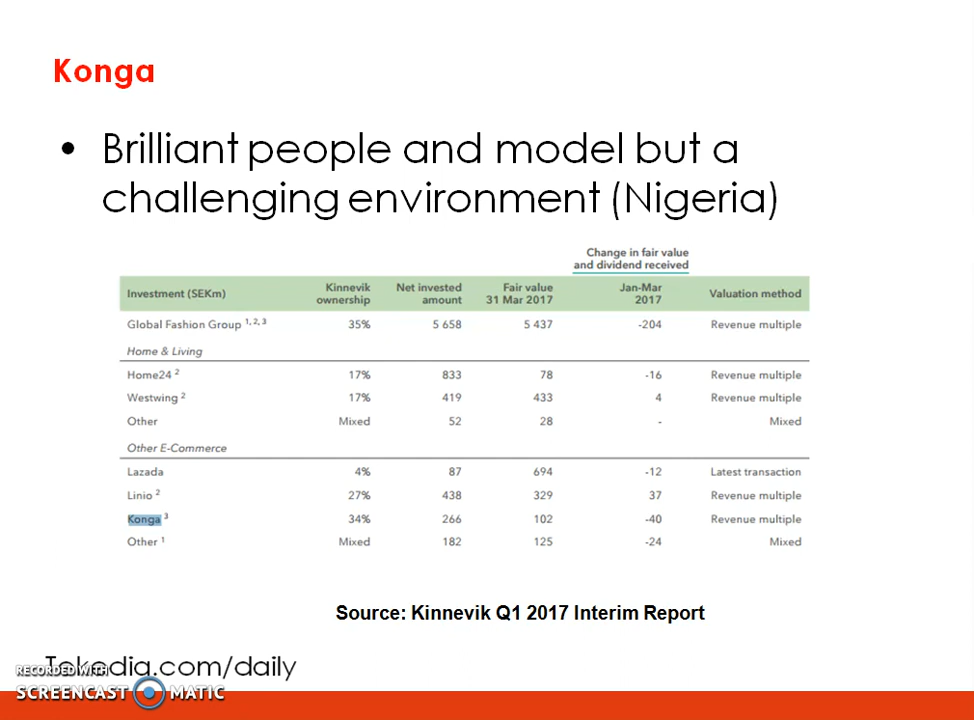 Konga
• Brilliant people and model but a
challenging environment (Nigeria)
Change in fair value
and dividend received
Investment (SEKm) Kinnevik ownership Net invested amount Fair value 31 Mar 2017 Jan-Mar 2017 Valuation method
Global Fashion Group 1, 2, 3 35% 5 658 5 437 -204 Revenue multiple
Home & Living
Home24 2 17% 833 78 -16 Revenue multiple
Westwing 2 17% 419 433 4 Revenue multiple
Other Mixed 52 28 - Mixed
Other E-Commerce
Lazada 4% 87 694 -12 Latest transaction
Linio 2 27% 438 329 37 Revenue multiple
Konga 3 34% 266 102 -40 Revenue multiple
Other 1 Mixed 182 125 -24 Mixed
Source: Kinnevik Q1 2017 Interim Report
Tekedia.com/daily
RECORDED WITH
SCREENCAST MATIC